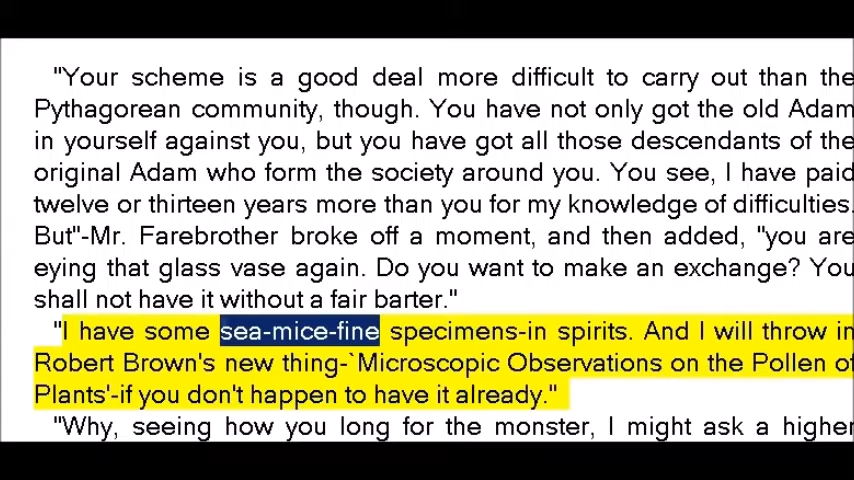 "Your scheme is a good deal more difficult to carry out than the
Pythagorean community, though. You have not only got the old Adam
in yourself against you, but you have got all those descendants of the
original Adam who form the society around you. You see, I have paid
twelve or thirteen years more than you for my knowledge of difficulties.
But"-Mr. Farebrother broke off a moment, and then added, "you are
eying that glass vase again. Do you want to make an exchange? You
shall not have it without a fair barter."
"I have some sea-mice-fine specimens-in spirits. And I will throw in
Robert Brown's new thing-`Microscopic Observations on the Pollen of
Plants'-if you don't happen to have it already."
"Why, seeing how you long for the monster, I might ask a higher